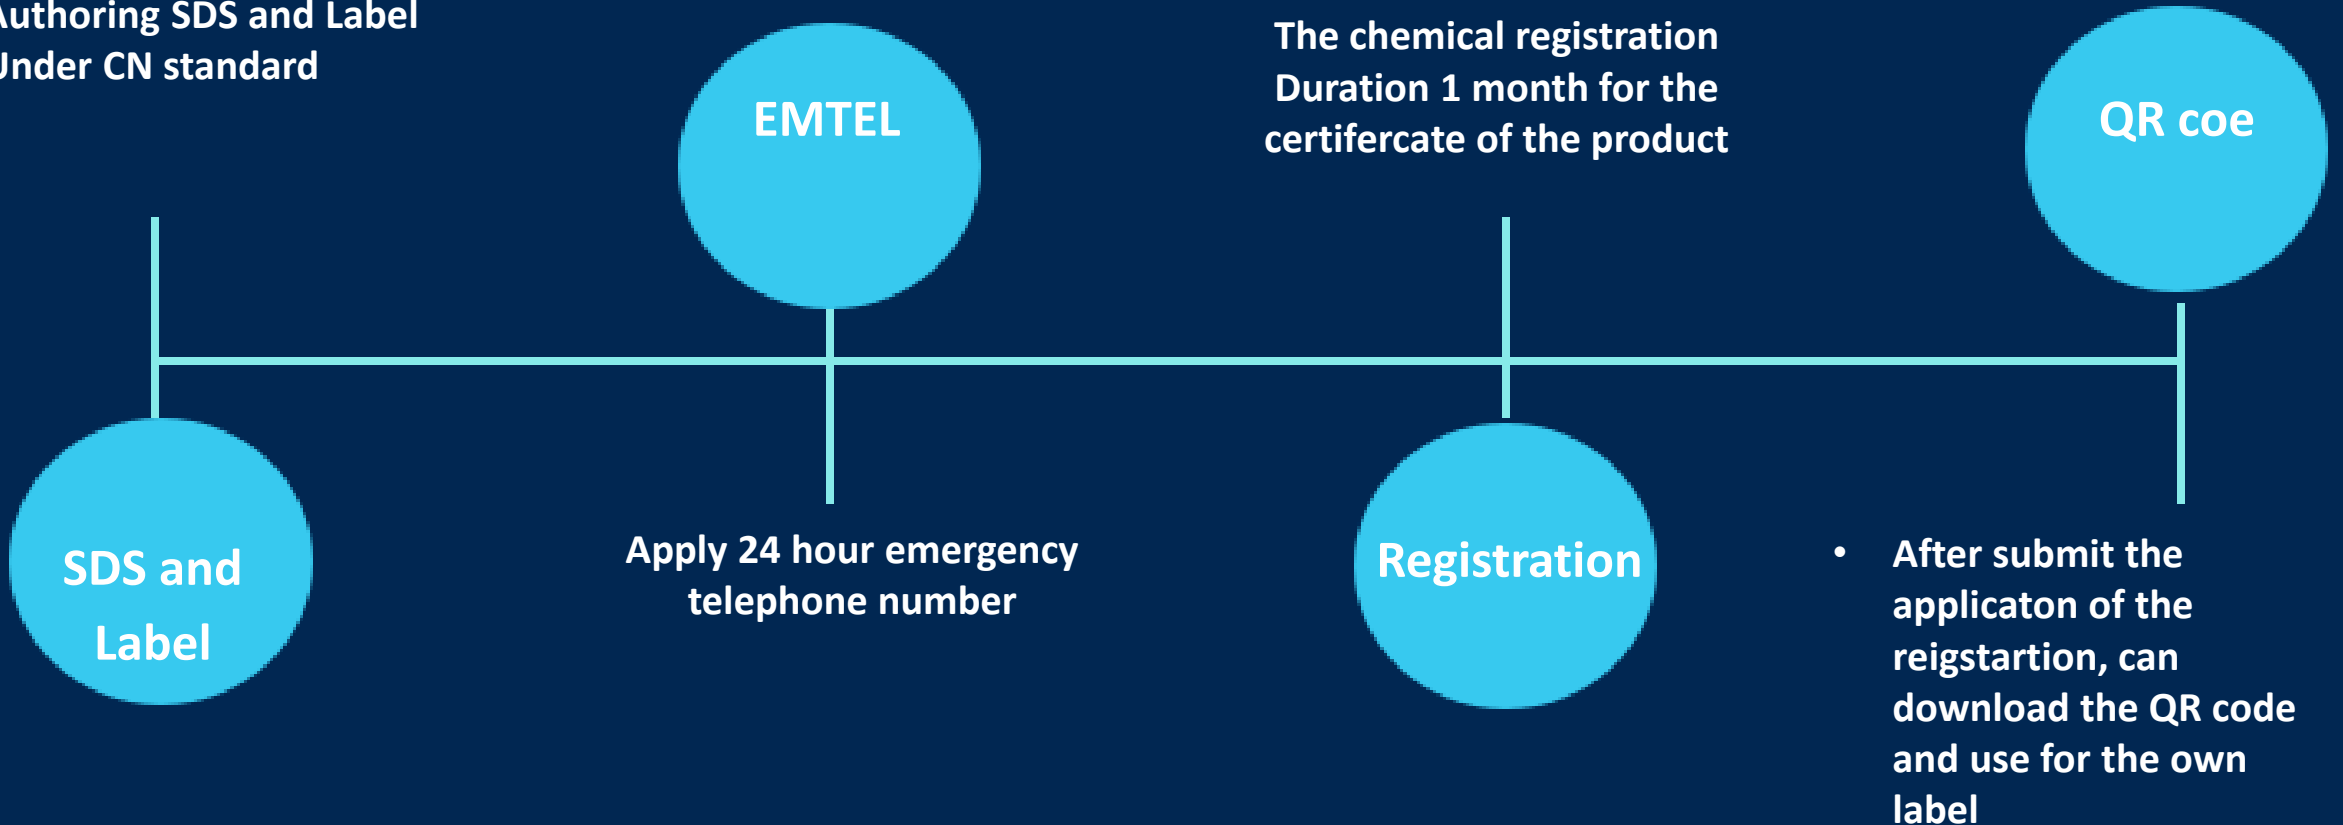 Authoring SDS and Label
Under CN standard
SDS and
Label
EMTEL
Apply 24 hour emergency
telephone number
The chemical registration
Duration 1 month for the
certifercate of the product
Registration
QR coe
• After submit the
applicaton of the
reigstartion, can
download the QR code
and use for the own
label